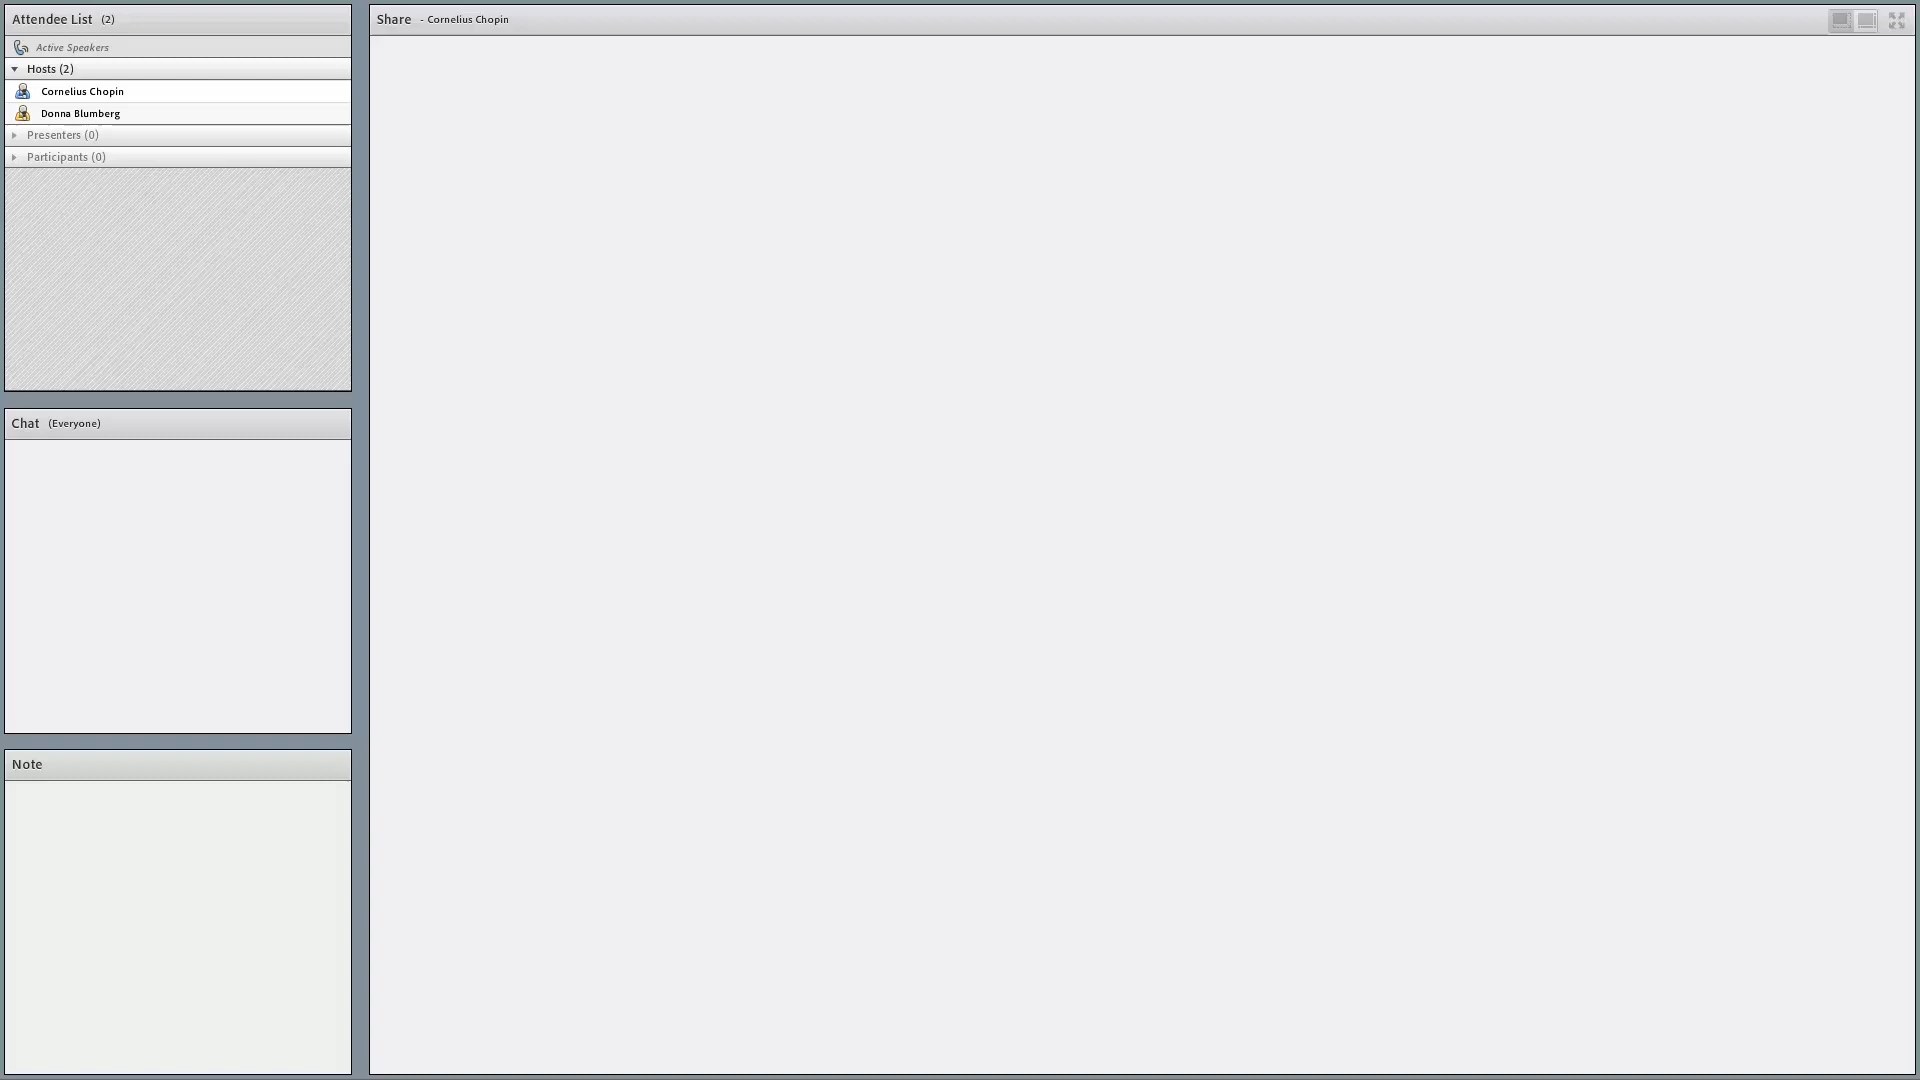 Attendee List (2)
Active Speakers
Hosts (2)
Cornelius Chopin
Donna Blumberg
Presenters (0)
Participants (0)
Chat (Everyone)
Note
Share - Cornelius Chopin